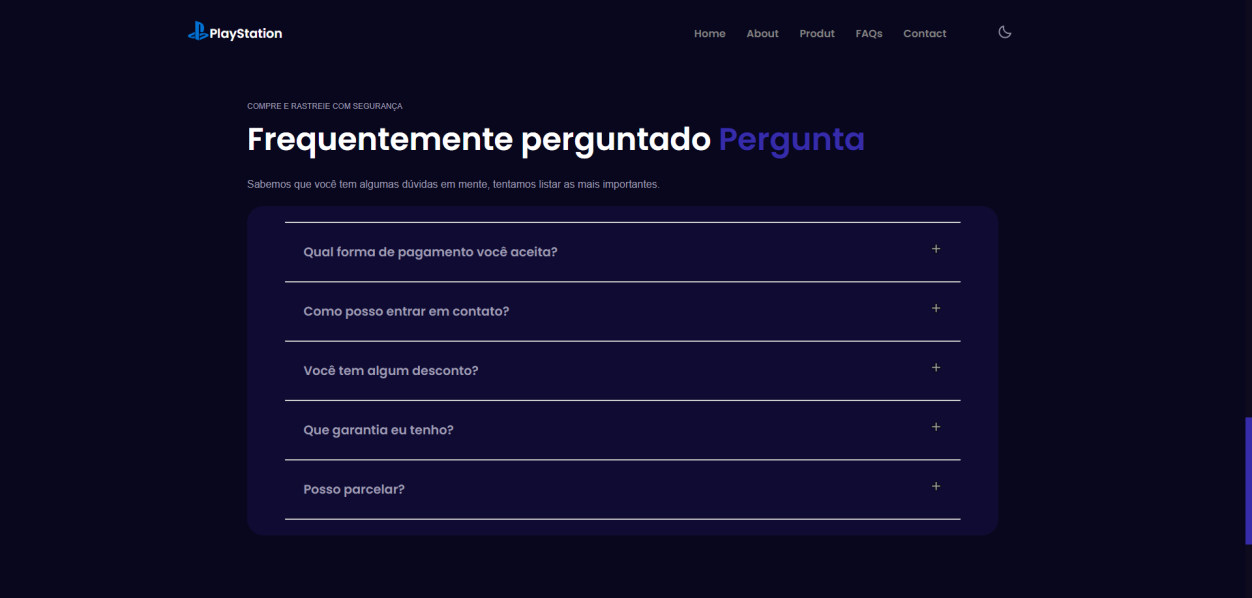 PlayStation
Home About Produt FAQs Contact
COMPRE E RASTREIE COM SEGURANÇA
Frequentemente perguntado Pergunta
Sabemos que você tem algumas dúvidas em mente, tentamos listar as mais importantes.
Qual forma de pagamento você aceita? +
Como posso entrar em contato? +
Você tem algum desconto? +
Que garantia eu tenho? +
Posso parcelar? +